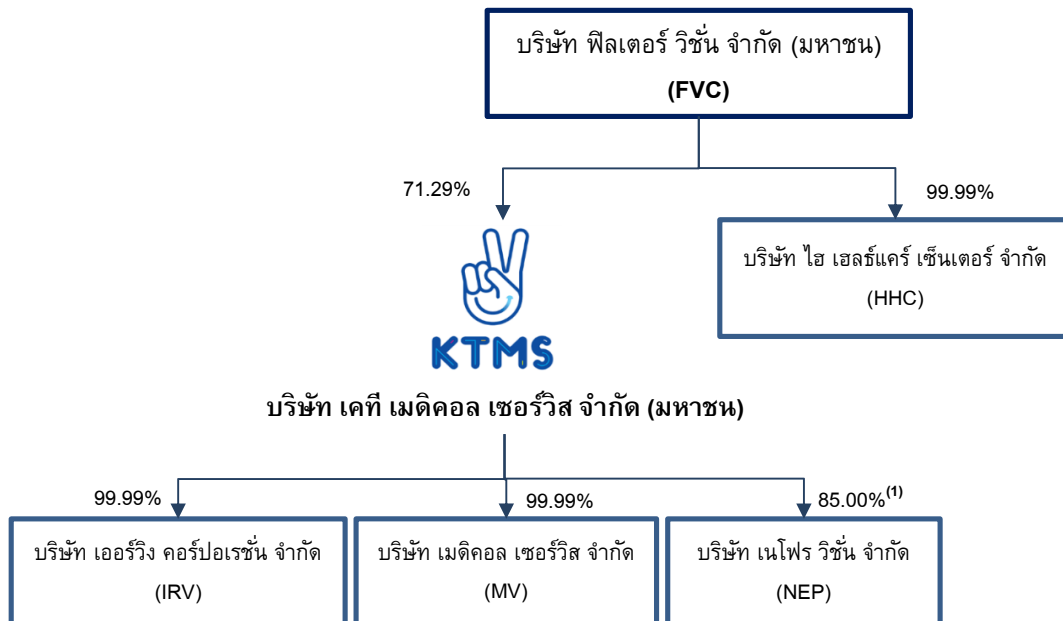 บริษัท ฟิลเตอร์ วิชั่น จำกัด (มหาชน)
(FVC)
71.29%
99.99%
บริษัท ไฮ เฮลธ์แคร์ เซ็นเตอร์ จำกัด
(HHC)
KTMS
บริษัท เคที เมดิคอล เซอร์วิส จำกัด (มหาชน)
99.99%
99.99%
85.00%(1)
บริษัท เออร์วิง คอร์ปอเรชั่น จำกัด
(IRV)
บริษัท เมดิคอล เซอร์วิส จำกัด
(MV)
บริษัท เนโฟร วิชั่น จำกัด
(NEP)